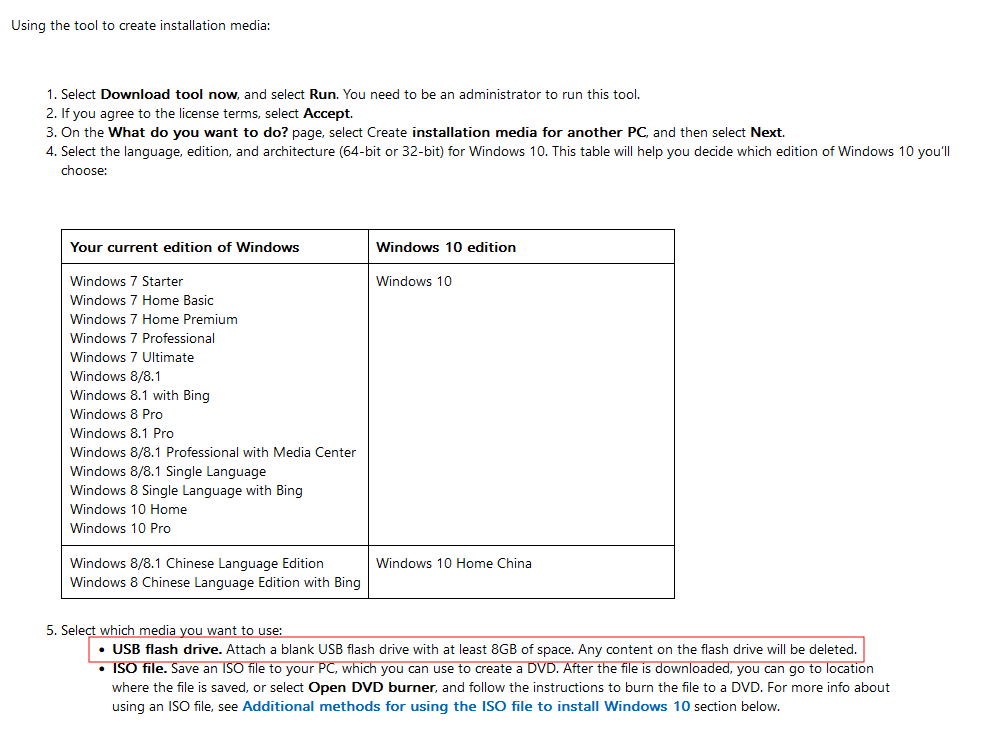 Using the tool to create installation media:
1. Select Download tool now, and select Run. You need to be an administrator to run this tool.
2. If you agree to the license terms, select Accept.
3. On the What do you want to do? page, select Create installation media for another PC, and then select Next.
4. Select the language, edition, and architecture (64-bit or 32-bit) for Windows 10. This table will help you decide which edition of Windows 10 you'll
choose:
Your current edition of Windows
Windows 10 edition
Windows 7 Starter
Windows 7 Home Basic
Windows 7 Home Premium
Windows 7 Professional
Windows 7 Ultimate
Windows 8/8.1
Windows 8.1 with Bing
Windows 8 Pro
Windows 8.1 Pro
Windows 8/8.1 Professional with Media Center
Windows 8/8.1 Single Language
Windows 8 Single Language with Bing
Windows 10 Home
Windows 10 Pro
Windows 10
Windows 8/8.1 Chinese Language Edition
Windows 8 Chinese Language Edition with Bing
Windows 10 Home China
5. Select which media you want to use:
• USB flash drive. Attach a blank USB flash drive with at least 8GB of space. Any content on the flash drive will be deleted.
• ISO file. Save an ISO file to your PC, which you can use to create a DVD. After the file is downloaded, you can go to location
where the file is saved, or select Open DVD burner, and follow the instructions to burn the file to a DVD. For more info about
using an ISO file, see Additional methods for using the ISO file to install Windows 10 section below.